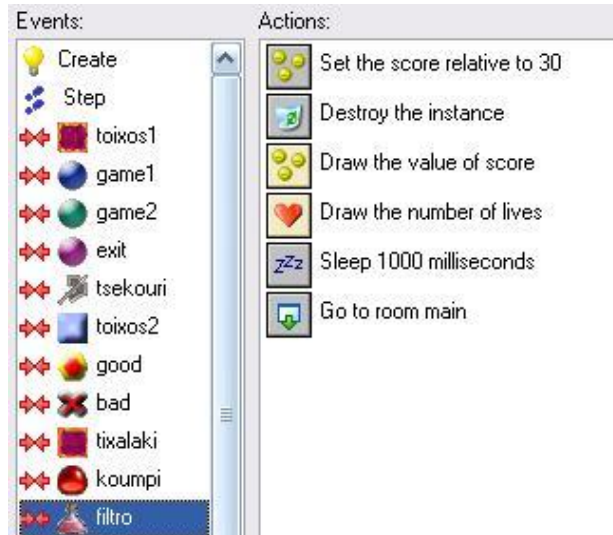 Events:
Create
Step
toixos1
game1
game2
exit
tsekouri
toixos2
good
bad
tixalaki
koumpi
filtro
Actions:
Set the score relative to 30
Destroy the instance
Draw the value of score
Draw the number of lives
zZz Sleep 1000 milliseconds
Go to room main